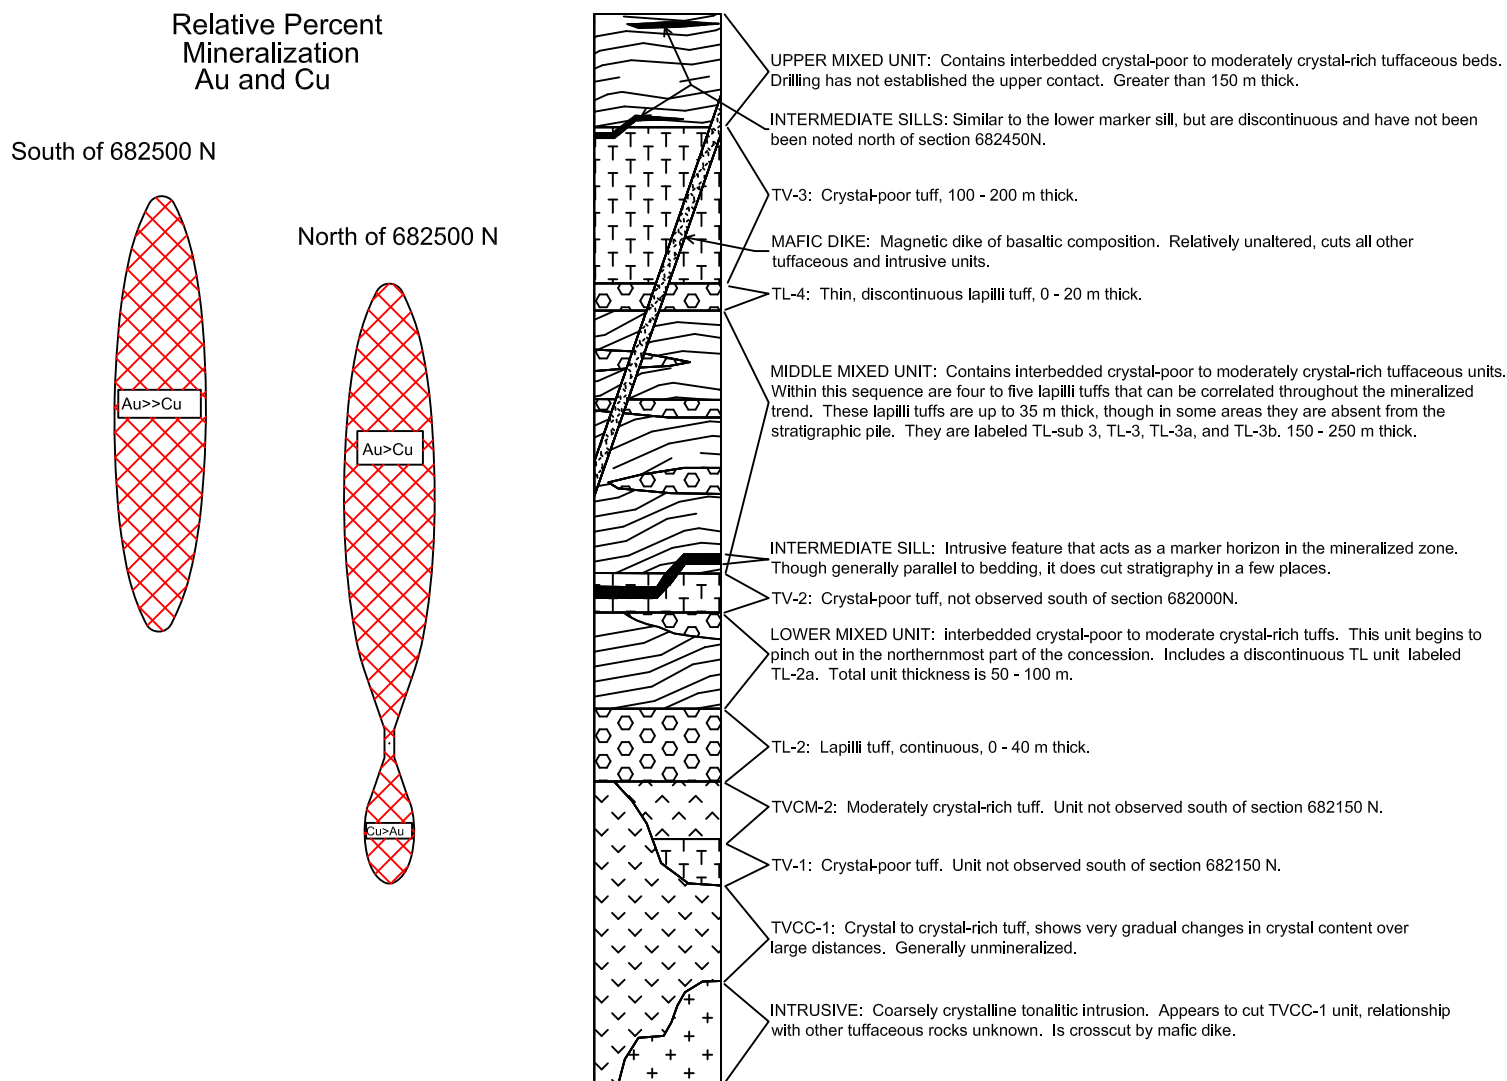 Relative Percent
Mineralization
Au and Cu
South of 682500 N
North of 682500 N
Au>>Cu
Au>Cu
Cu>Au
UPPER MIXED UNIT: Contains interbedded crystal-poor to moderately crystal-rich tuffaceous beds.
Drilling has not established the upper contact. Greater than 150 m thick.
INTERMEDIATE SILLS: Similar to the lower marker sill, but are discontinuous and have not been
been noted north of section 682450N.
TV-3: Crystal-poor tuff, 100 - 200 m thick.
MAFIC DIKE: Magnetic dike of basaltic composition. Relatively unaltered, cuts all other
tuffaceous and intrusive units.
TL-4: Thin, discontinuous lapilli tuff, 0 - 20 m thick.
MIDDLE MIXED UNIT: Contains interbedded crystal-poor to moderately crystal-rich tuffaceous units.
Within this sequence are four to five lapilli tuffs that can be correlated throughout the mineralized
trend. These lapilli tuffs are up to 35 m thick, though in some areas they are absent from the
stratigraphic pile. They are labeled TL-sub 3, TL-3, TL-3a, and TL-3b. 150 - 250 m thick.
INTERMEDIATE SILL: Intrusive feature that acts as a marker horizon in the mineralized zone.
Though generally parallel to bedding, it does cut stratigraphy in a few places.
TV-2: Crystal-poor tuff, not observed south of section 682000N.
LOWER MIXED UNIT: interbedded crystal-poor to moderate crystal-rich tuffs. This unit begins to
pinch out in the northernmost part of the concession. Includes a discontinuous TL unit labeled
TL-2a. Total unit thickness is 50 - 100 m.
TL-2: Lapilli tuff, continuous, 0 - 40 m thick.
TVCM-2: Moderately crystal-rich tuff. Unit not observed south of section 682150 N.
TV-1: Crystal-poor tuff. Unit not observed south of section 682150 N.
TVCC-1: Crystal to crystal-rich tuff, shows very gradual changes in crystal content over
large distances. Generally unmineralized.
INTRUSIVE: Coarsely crystalline tonalitic intrusion. Appears to cut TVCC-1 unit, relationship
with other tuffaceous rocks unknown. Is crosscut by mafic dike.